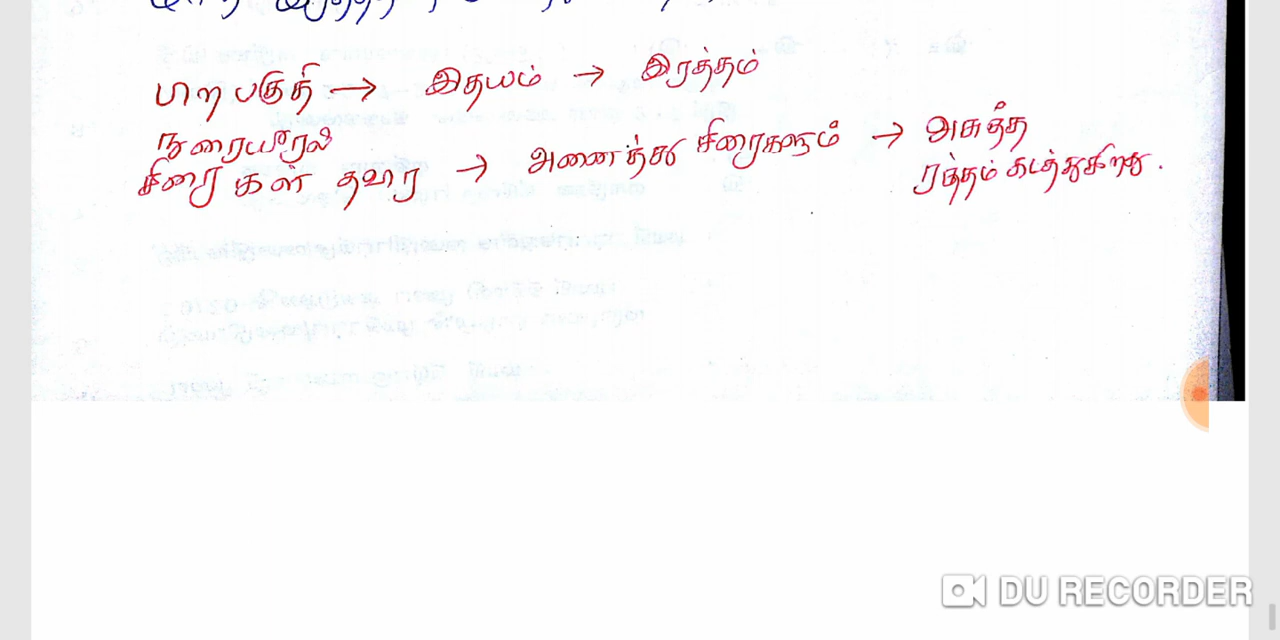 பிற பகுதி → இதயம் → இரத்தம்
நுரையீரல்
சிரை கள் தவிர → அனைத்து சிரைகளும் → அசுத்த
ரத்தம் கடத்துகிறது.
DU RECORDER